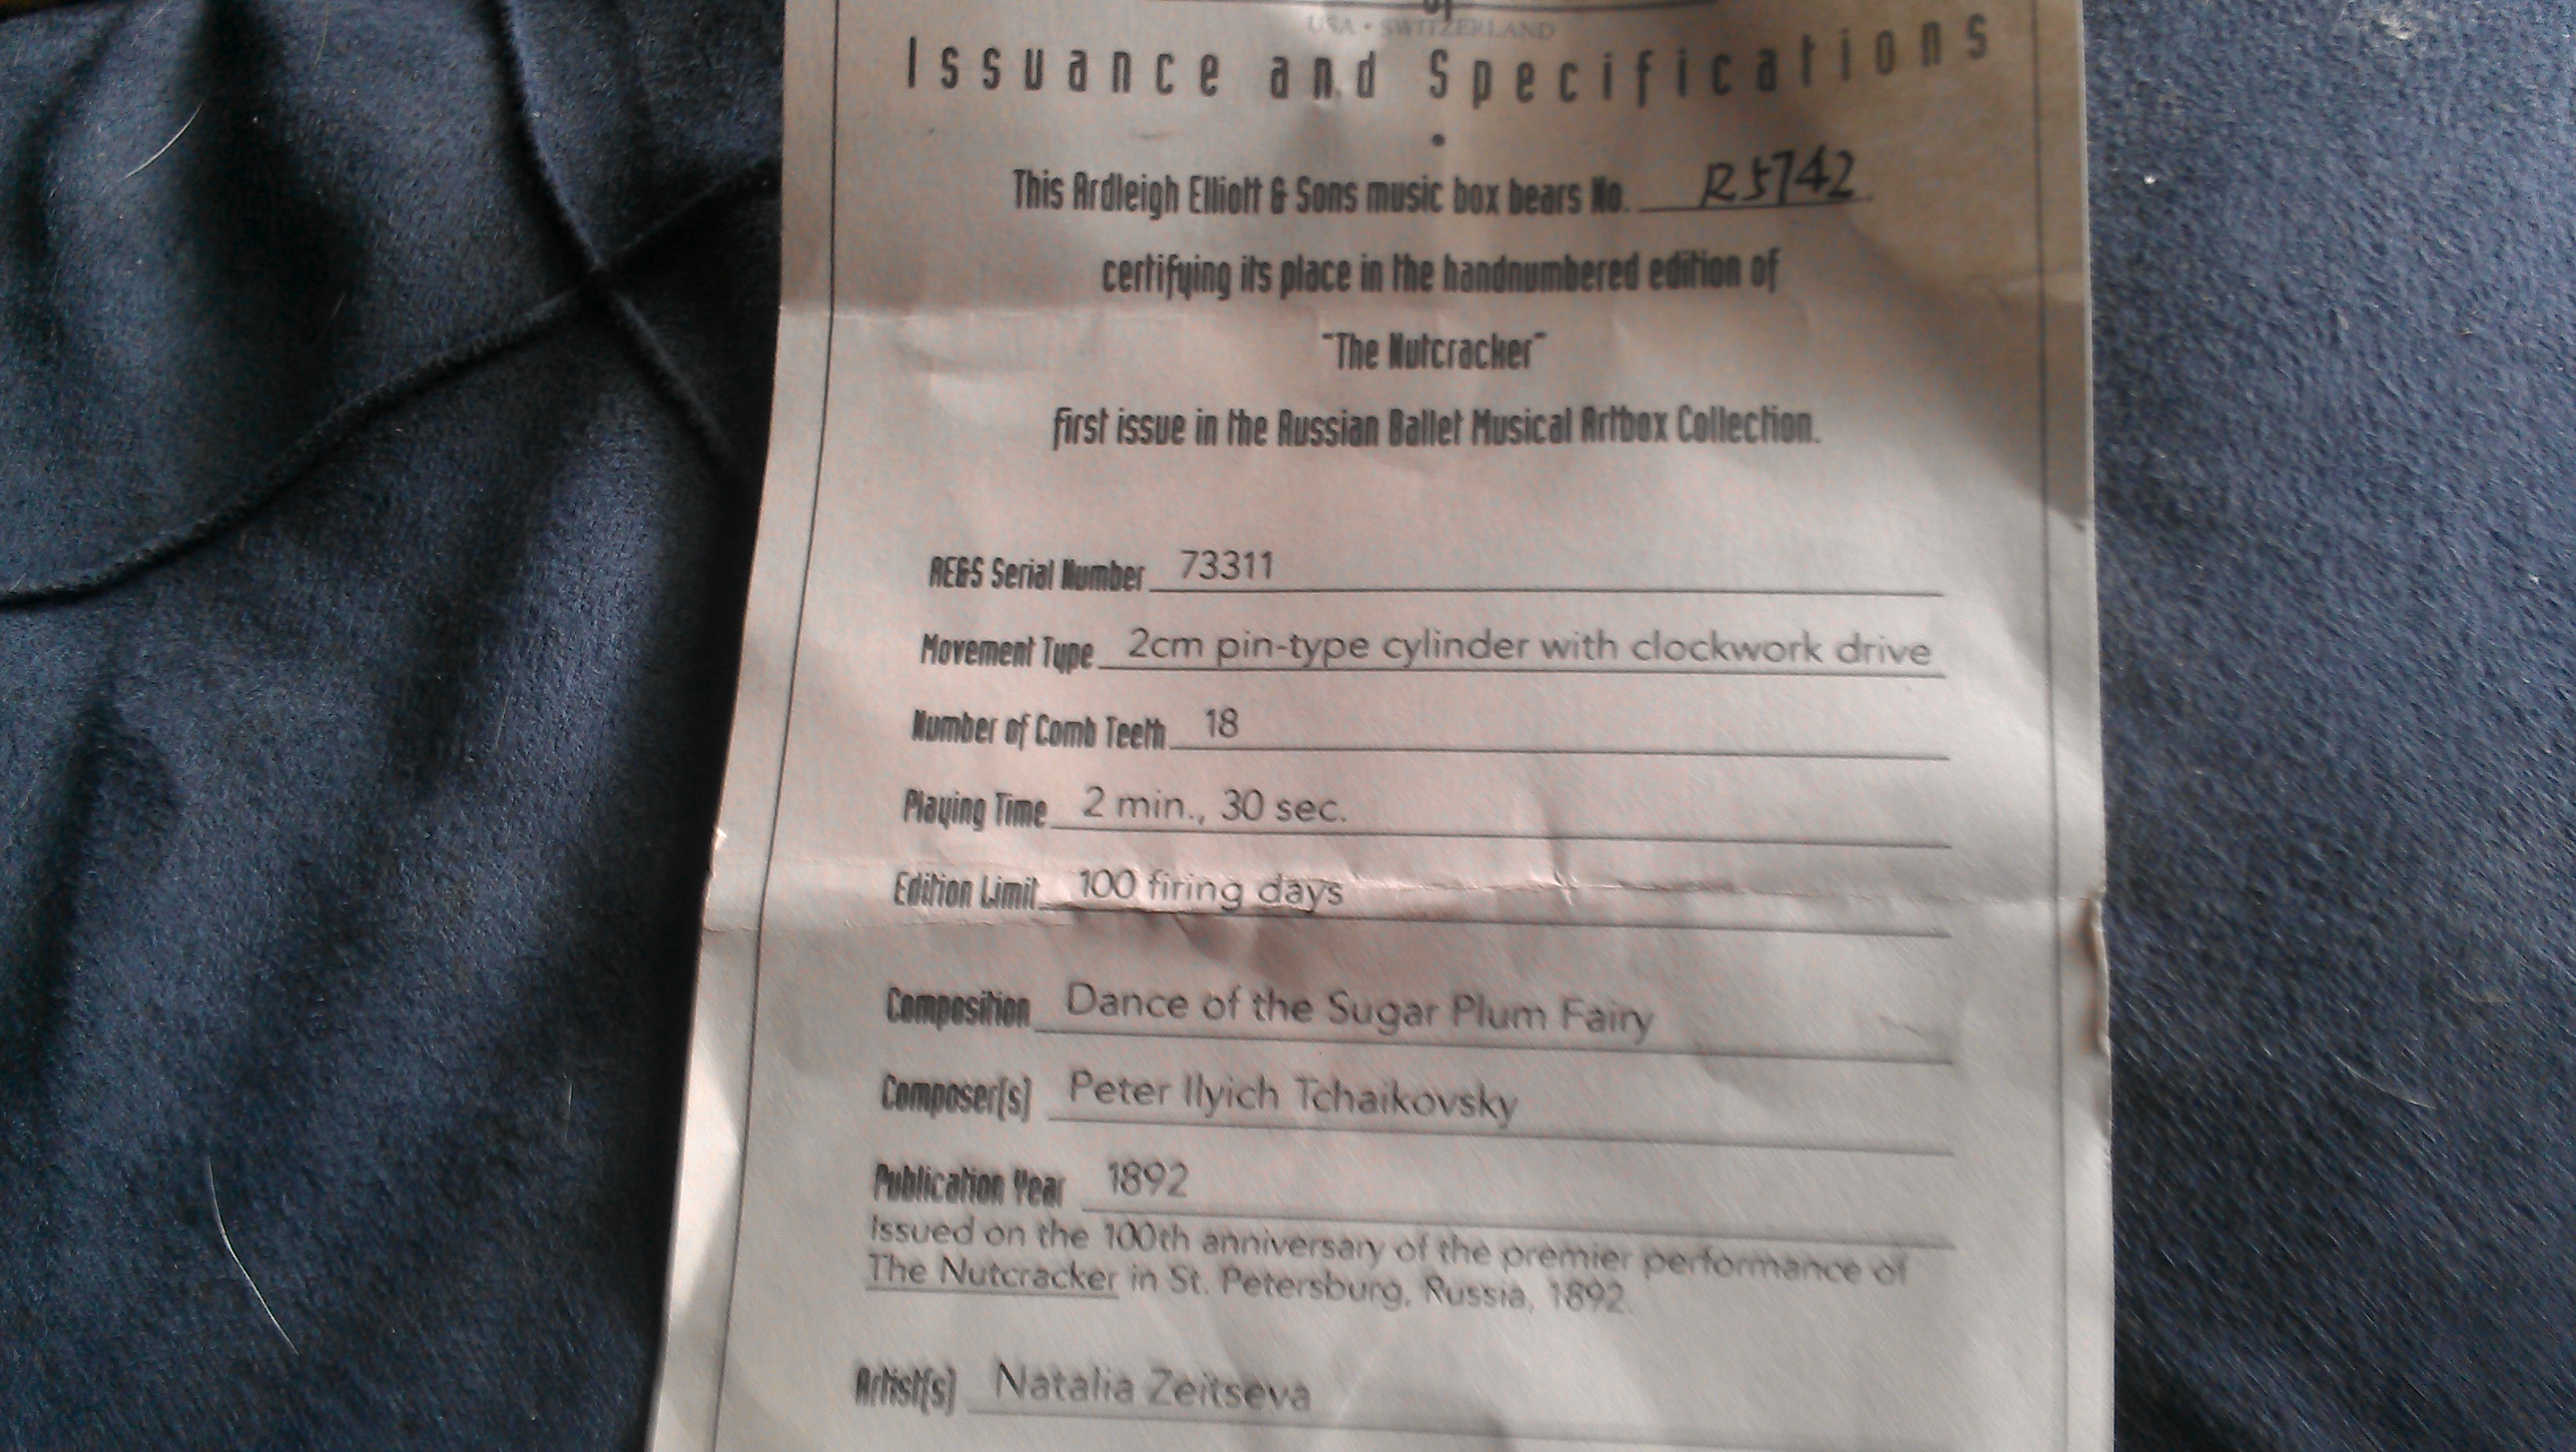 USA • SWITZERLAND
Issuance and Specifications
•
This Ardleigh Elliott & Sons music box bears No. R5742.
certifying its place in the handnumbered edition of
"The Nutcracker"
first issue in the Russian Ballet Musical Artbox Collection.
AE&S Serial Number 73311
Movement Type 2cm pin-type cylinder with clockwork drive
Number of Comb Teeth 18
Playing Time 2 min., 30 sec.
Edition Limit 100 firing days
Composition Dance of the Sugar Plum Fairy
Composer(s) Peter Ilyich Tchaikovsky
Publication Year 1892
Issued on the 100th anniversary of the premier performance of
The Nutcracker in St. Petersburg, Russia, 1892.
Artist(s) Natalia Zeitseva